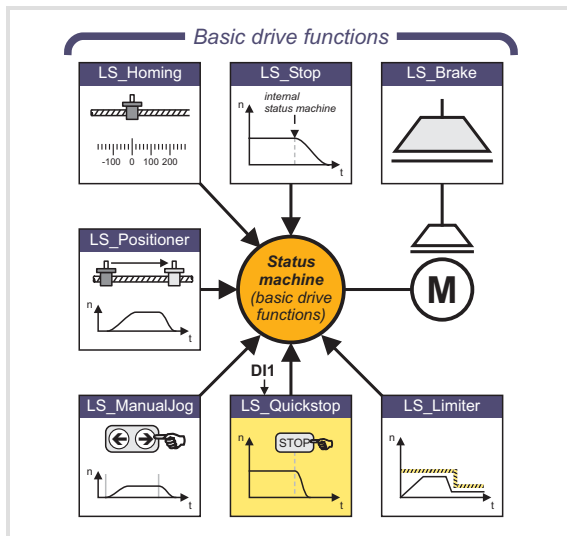 Basic drive functions
LS_Homing
-100 0 100 200
LS_Stop
internal
status machine
n
t
LS_Brake
LS_Positioner
n
t
Status
machine
(basic drive
functions)
M
DI1
LS_ManualJog
n
t
LS_Quickstop
STOP
n
t
LS_Limiter
n
t